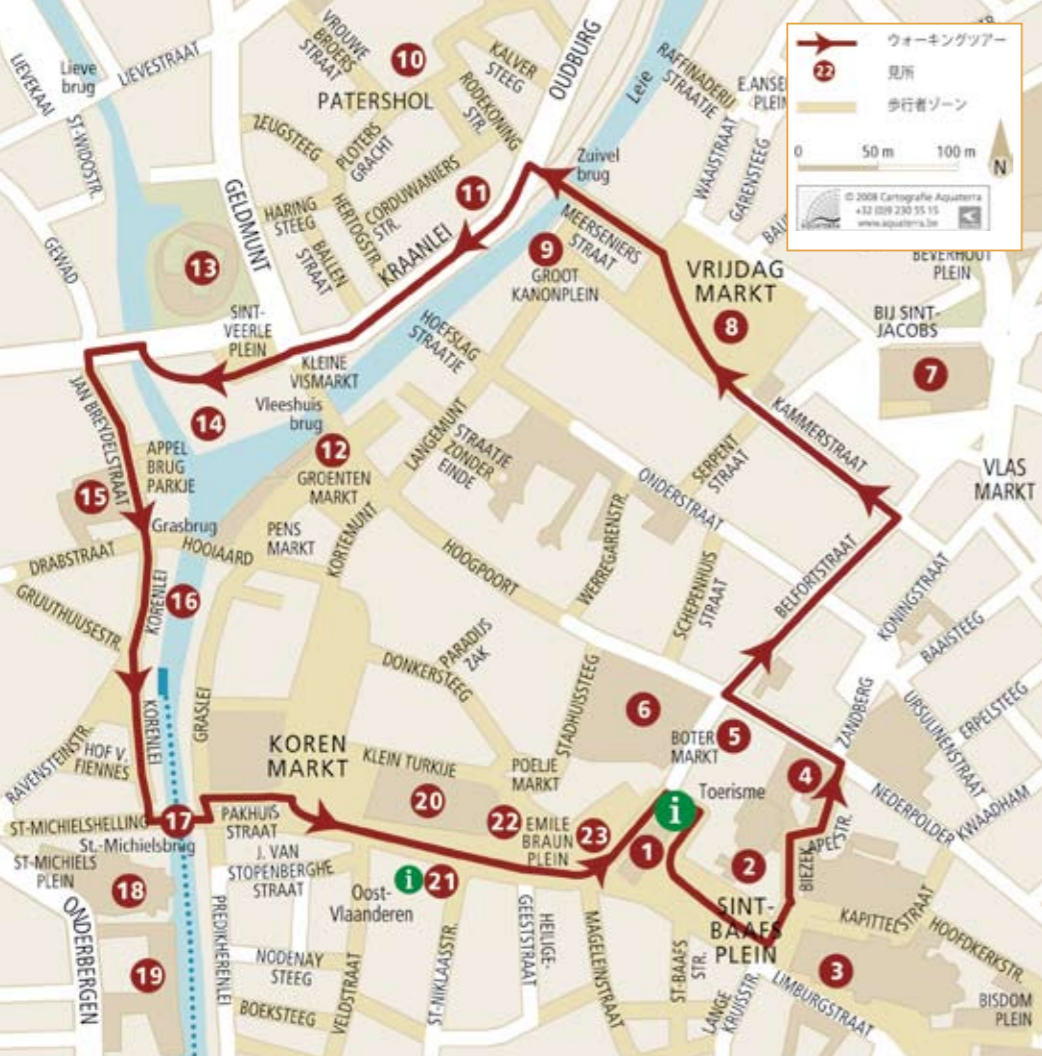 ウォーキングツアー
22
見所
歩行者ゾーン
0 50 m 100 m
N
© 2008 Cartografie Aquaterra
+32 (0)9 230 55 15
www.aquaterra.be
AQUATERRA
Lieve
brug
LIEVEKAAI
LIEVESTRAAT
ST-WIDOSTR.
VROUWE
BROERS
STRAAT
10
PATERSHOL
KALVER
STEEG
RODEKONING
STR.
OUDBURG
Leie
RAFFINADERIJ
STRAATJE
WAAISTRAAT
GARENSTEEG
ZEUGSTEEG
PLOTERS
GRACHT
CORDUWANIERS
STR.
HERTOGSTR.
11
Zuivel
brug
HARING
STEEG
BALLEN
STRAAT
KRAANLEI
GELDMUNT
GEWAD
13
MEERSENIERS
STRAAT
9
GROOT
KANONPLEIN
VRIJDAG
MARKT
8
BEVERHOUT
PLEIN
BIJ SINT-
JACOBS
7
SINT-
VEERLE
PLEIN
KLEINE
VISMARKT
HOEFSLAG
STRAATJE
Vleeshuis
brug
14
12
GROENTEN
MARKT
LANGEMUNT
STRAATJE
ZONDER
EINDE
JAN BREYDELSTRAAT
APPEL
BRUG
PARKJE
15
Grasbrug
DRABSTRAAT
HOOIAARD
PENS
MARKT
KORTEMUNT
HOOGPOORT
ONDERSTRAAT
SERPENT
STRAAT
KAMMERSTRAAT
VLAS
MARKT
WERREGARENSTR.
SCHEPENHUIS
STRAAT
BELFORTSTRAAT
KONINGSTRAAT
BAAISTEEG
GRUUTHUUSESTR.
KORENLEI
16
GRASLEI
KORENLEI
DONKERSTEEG
PARADIJS
ZAK
STADHUISSTEEG
6
BOTER
MARKT
5
ZANDBERG
URSULINENSTRAAT
ERPELSTEEG
RAVENSTEINSTR.
HOF V.
FIENNES
KOREN
MARKT
KLEIN TURKIJE
POELJE
MARKT
Toerisme
4
NEDERPOLDER
KWAADHAM
20
22
EMILE
BRAUN
PLEIN
23
i
1
2
ST-MICHIELSHELLING
17
St.-Michielsbrug
PAKHUIS
STRAAT
J. VAN
STOPENBERGHE
STRAAT
ST-MICHIELS
PLEIN
18
Oost-
Vlaanderen
i
21
SINT-
BAAFS
PLEIN
KAPITTELSTRAAT
HOOFDKERKSTR.
3
ONDERBERGEN
19
PREDIKHERENLEI
NODENAY
STEEG
BOEKSTEEG
VELDSTRAAT
ST-NIKLAASSTR.
HEILIGE-
GEESTSTRAAT
MAGELEINSTRAAT
ST-BAAFS
STR.
LANGE
KRUISSTR.
LIMBURGSTRAAT
BISDOM
PLEIN